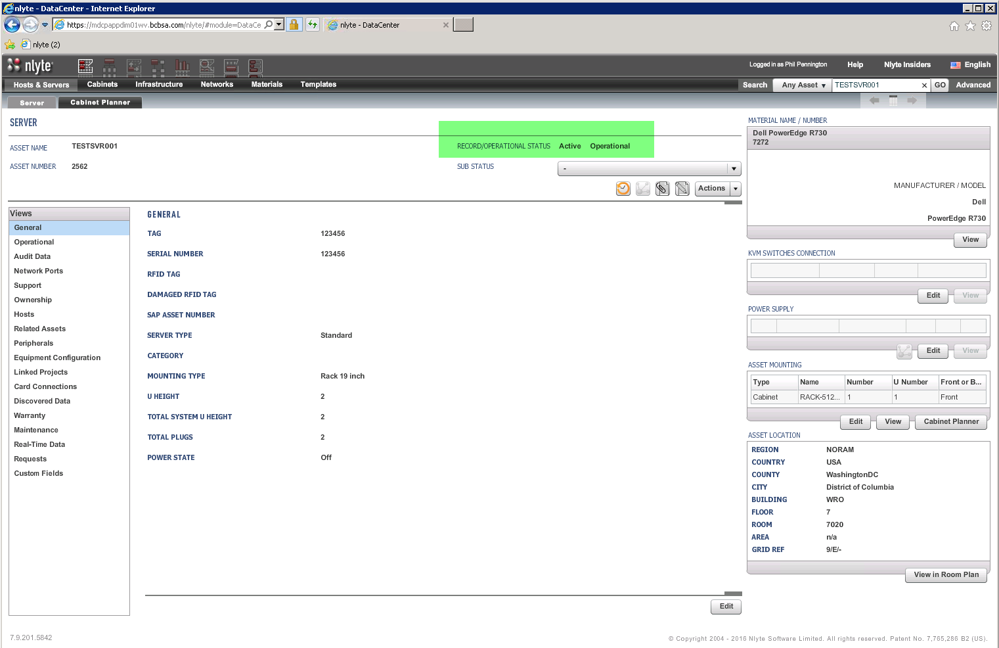 nlyte - DataCenter - Internet Explorer
https://mdcpappdim01wv.bcbsa.com/nlyte/#module=DataCe
nlyte - DataCenter
nlyte (2)
nlyte
Logged in as Phil Pennington
Help
Nlyte Insiders
English
Hosts & Servers
Cabinets
Infrastructure
Networks
Materials
Templates
Search
Any Asset
TESTSVR001
GO
Advanced
Server
Cabinet Planner
SERVER
ASSET NAME TESTSVR001
RECORD/OPERATIONAL STATUS Active Operational
ASSET NUMBER 2562
SUB STATUS -
Actions
Views
General
Operational
Audit Data
Network Ports
Support
Ownership
Hosts
Related Assets
Peripherals
Equipment Configuration
Linked Projects
Card Connections
Discovered Data
Warranty
Maintenance
Real-Time Data
Requests
Custom Fields
GENERAL
TAG 123456
SERIAL NUMBER 123456
RFID TAG
DAMAGED RFID TAG
SAP ASSET NUMBER
SERVER TYPE Standard
CATEGORY
MOUNTING TYPE Rack 19 inch
U HEIGHT 2
TOTAL SYSTEM U HEIGHT 2
TOTAL PLUGS 2
POWER STATE Off
Edit
MATERIAL NAME / NUMBER
Dell PowerEdge R730
7272
MANUFACTURER / MODEL
Dell
PowerEdge R730
View
KVM SWITCHES CONNECTION
Edit View
POWER SUPPLY
Edit View
ASSET MOUNTING
Type Name Number U Number Front or B...
Cabinet RACK-512... 1 1 Front
Edit View Cabinet Planner
ASSET LOCATION
REGION NORAM
COUNTRY USA
COUNTY WashingtonDC
CITY District of Columbia
BUILDING WRO
FLOOR 7
ROOM 7020
AREA n/a
GRID REF 9/E/-
View in Room Plan
7.9.201.5842
© Copyright 2004 - 2016 Nlyte Software Limited. All rights reserved. Patent No. 7,765,286 B2 (US).